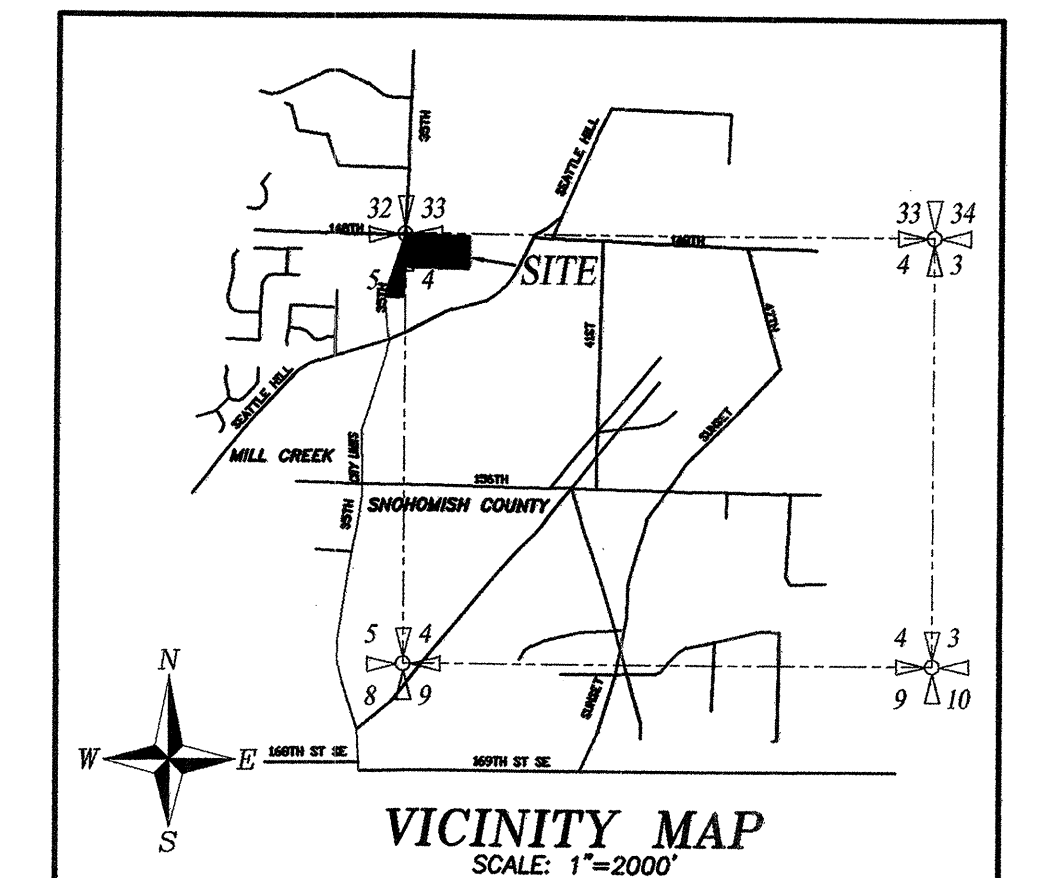 35TH
SEATTLE HILL
32 33
33 34
148TH
4 3
SITE
5 4
35TH
41ST
47TH
SEATTLE HILL
SUNSET
MILL CREEK
CITY LIMITS
156TH
SNOHOMISH COUNTY
35TH
5 4
4 3
8 9
9 10
SUNSET
N
W E
S
168TH ST SE
169TH ST SE
VICINITY MAP
SCALE: 1"=2000'